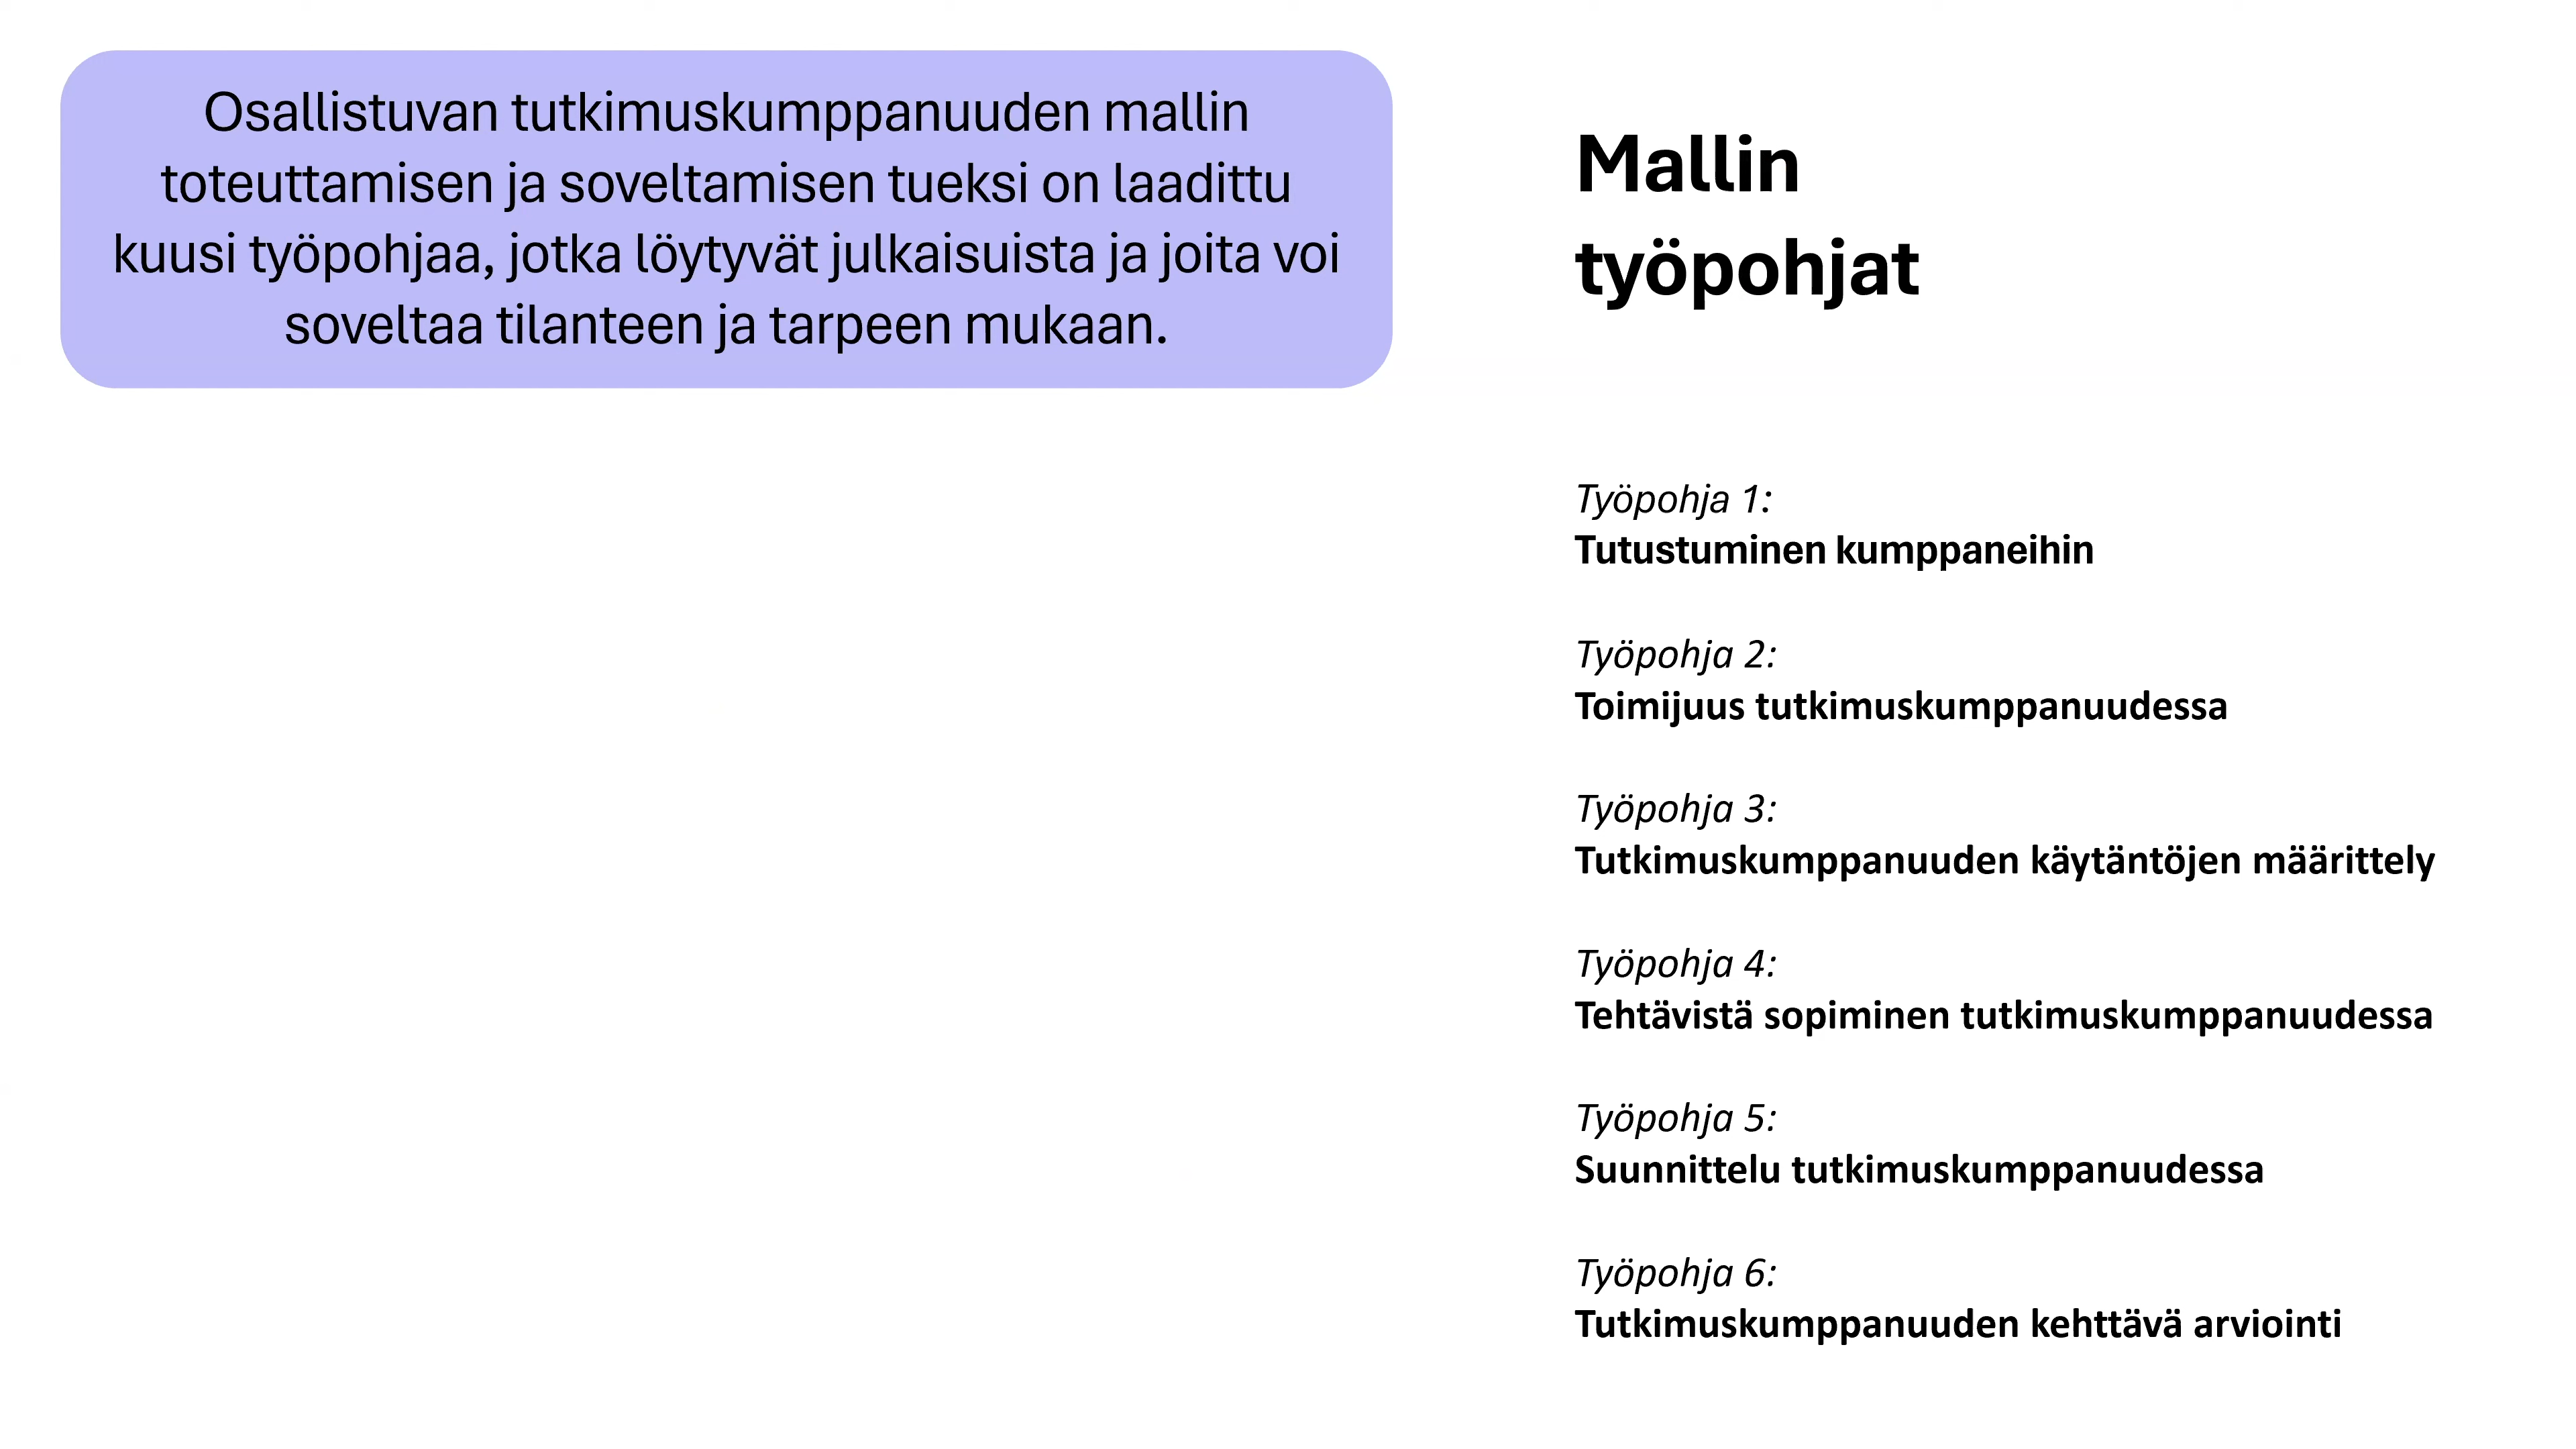 Osallistuvan tutkimuskumppanuuden mallin
toteuttamisen ja soveltamisen tueksi on laadittu
kuusi työpohjaa, jotka löytyvät julkaisuista ja joita voi
soveltaa tilanteen ja tarpeen mukaan.
Mallin
työpohjat
Työpohja 1:
Tutustuminen kumppaneihin
Työpohja 2:
Toimijuus tutkimuskumppanuudessa
Työpohja 3:
Tutkimuskumppanuuden käytäntöjen määrittely
Työpohja 4:
Tehtävistä sopiminen tutkimuskumppanuudessa
Työpohja 5:
Suunnittelu tutkimuskumppanuudessa
Työpohja 6:
Tutkimuskumppanuuden kehttävä arviointi